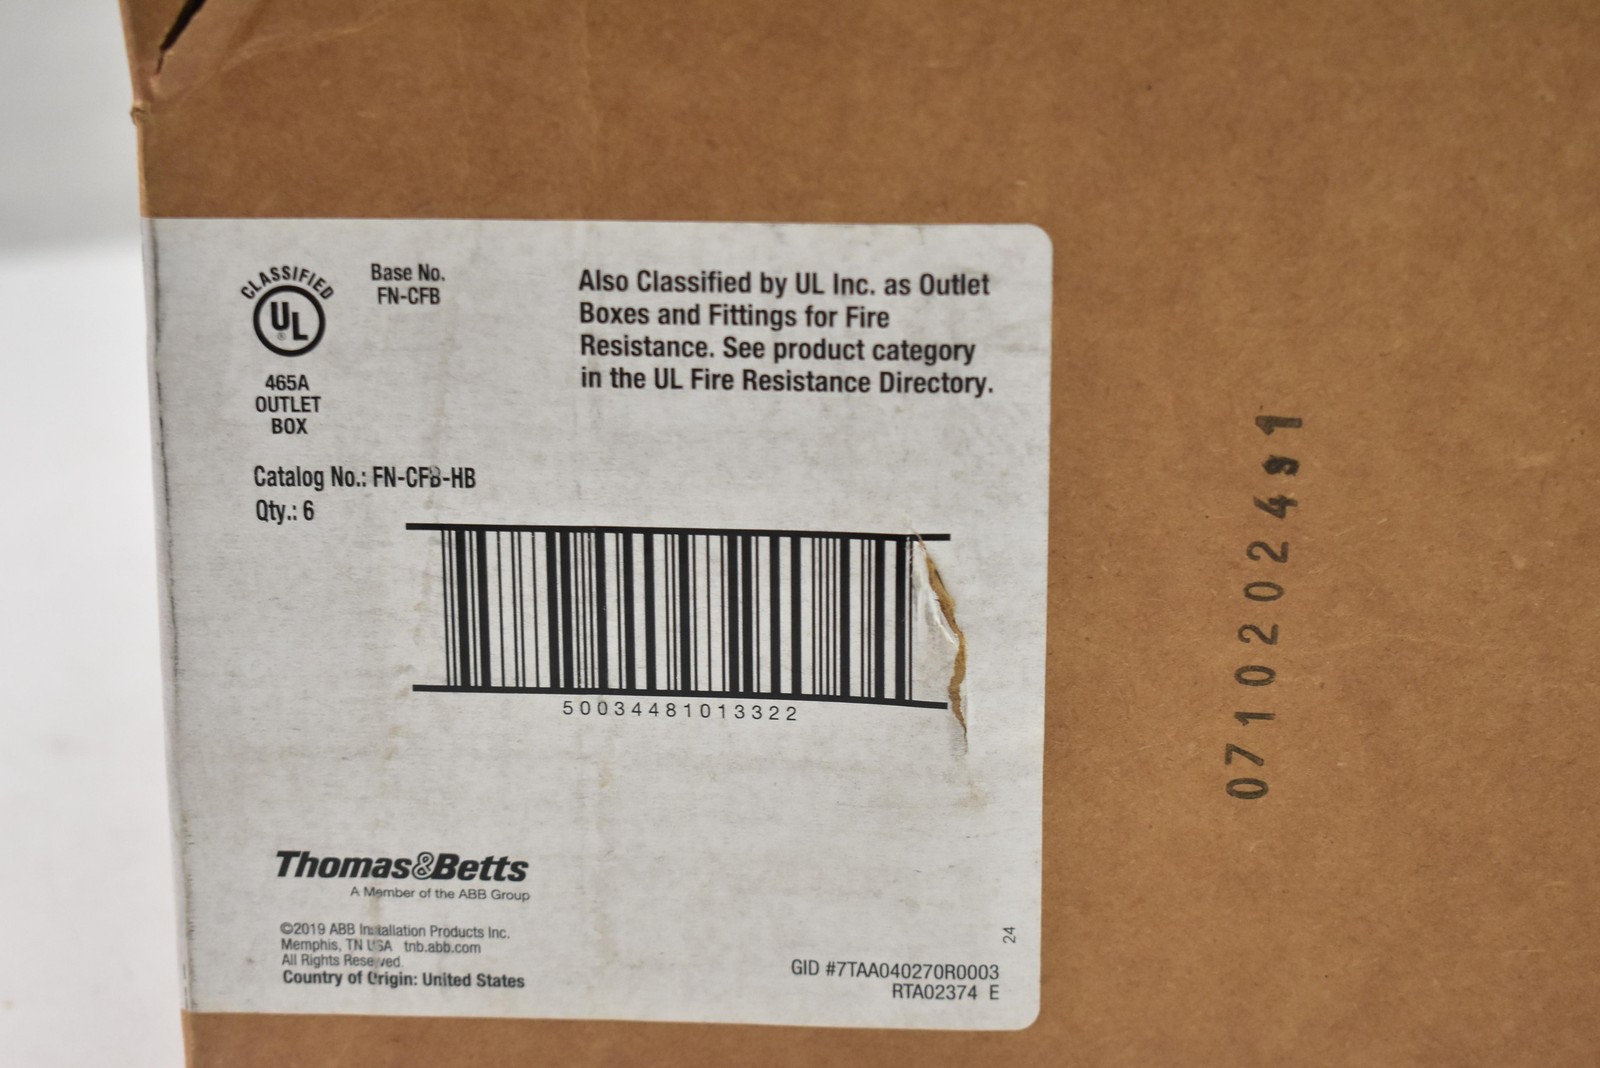 CLASSIFIED
UL
®
465A
OUTLET
BOX
Base No.
FN-CFB
Also Classified by UL Inc. as Outlet
Boxes and Fittings for Fire
Resistance. See product category
in the UL Fire Resistance Directory.
Catalog No.: FN-CFB-HB
Qty.: 6
50034481013322
Thomas&Betts
A Member of the ABB Group
©2019 ABB Installation Products Inc.
Memphis, TN USA tnb.abb.com
All Rights Reserved.
Country of Origin: United States
24
GID #7TAA040270R0003
RTA02374 E